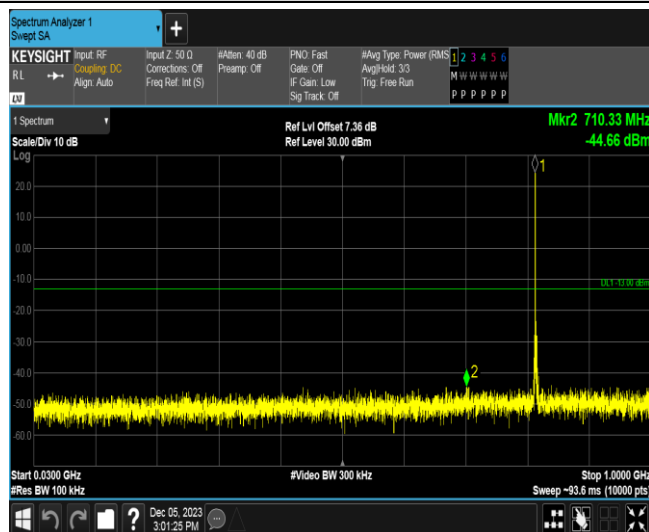 Spectrum Analyzer 1
Swept SA
+
KEYSIGHT
RL
LXI
Input: RF
Coupling: DC
Align: Auto
Input Z: 50 Ω
Corrections: Off
Freq Ref: Int (S)
#Atten: 40 dB
Preamp: Off
PNO: Fast
Gate: Off
IF Gain: Low
Sig Track: Off
#Avg Type: Power (RMS
Avg|Hold: 3/3
Trig: Free Run
1 2 3 4 5 6
M W W W W W
P P P P P P
1 Spectrum
Scale/Div 10 dB
Ref Lvl Offset 7.36 dB
Ref Level 30.00 dBm
Mkr2 710.33 MHz
-44.66 dBm
Log
1
20.0
10.0
0.00
-10.0
DL1 -13.00 dBm
-20.0
-30.0
-40.0
2
-50.0
-60.0
Start 0.0300 GHz
#Video BW 300 kHz
Stop 1.0000 GHz
#Res BW 100 kHz
Sweep ~93.6 ms (10000 pts)
?
Dec 05, 2023
3:01:25 PM